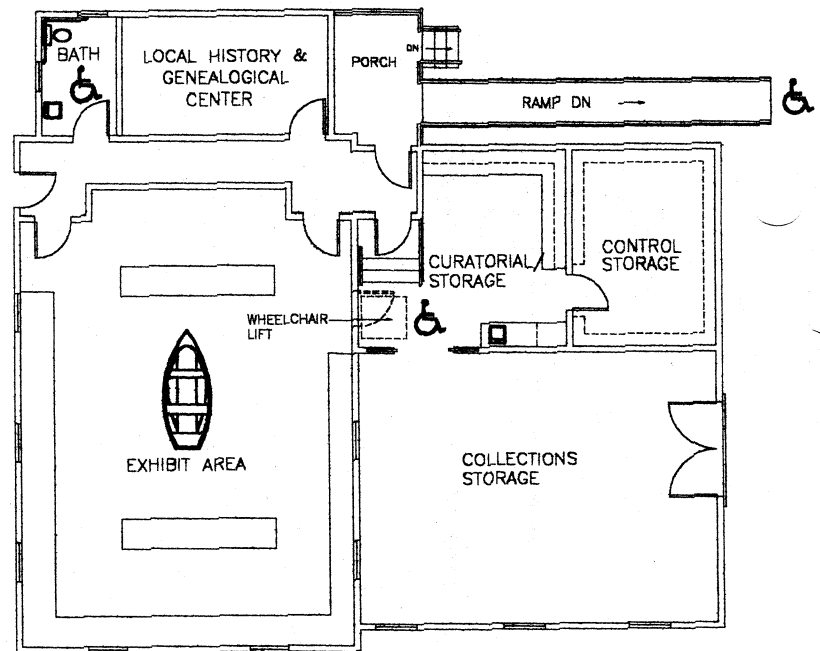 BATH
LOCAL HISTORY &
GENEALOGICAL
CENTER
PORCH
DN
RAMP DN
CURATORIAL
STORAGE
CONTROL
STORAGE
WHEELCHAIR
LIFT
EXHIBIT AREA
COLLECTIONS
STORAGE